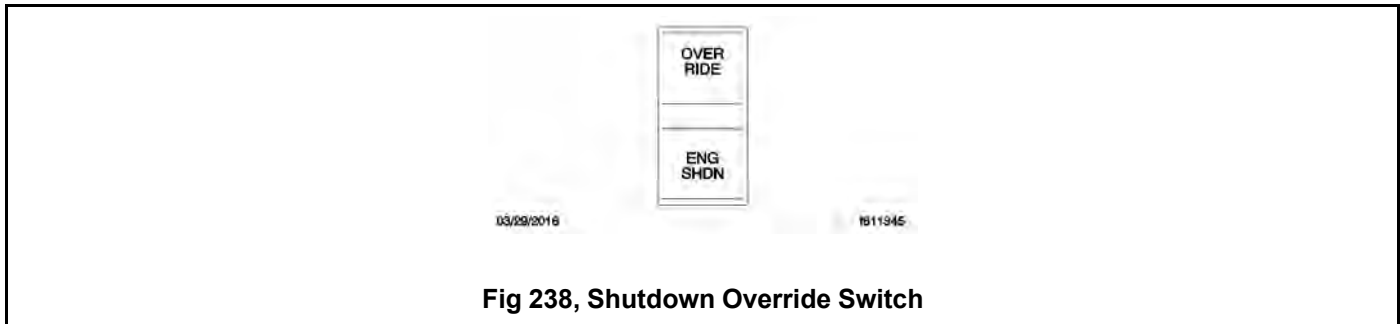 OVER
RIDE
ENG
SHDN
03/29/2016
f611945
Fig 238, Shutdown Override Switch